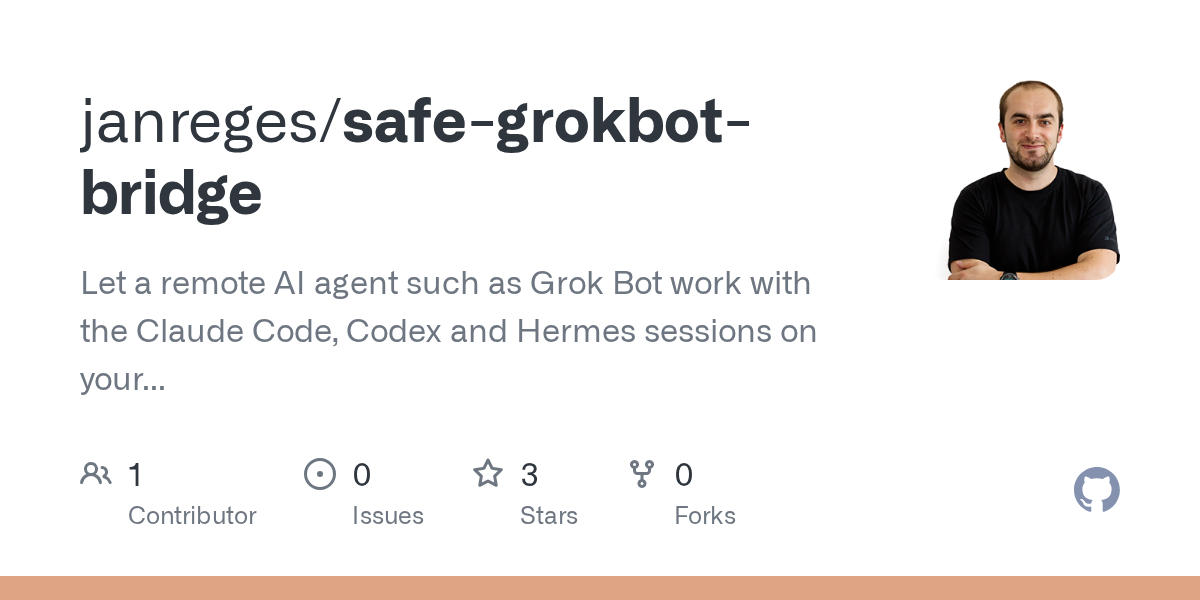 janreges/safe-grokbot-
bridge
Let a remote AI agent such as Grok Bot work with
the Claude Code, Codex and Hermes sessions on
your...
1
Contributor
0
Issues
3
Stars
0
Forks